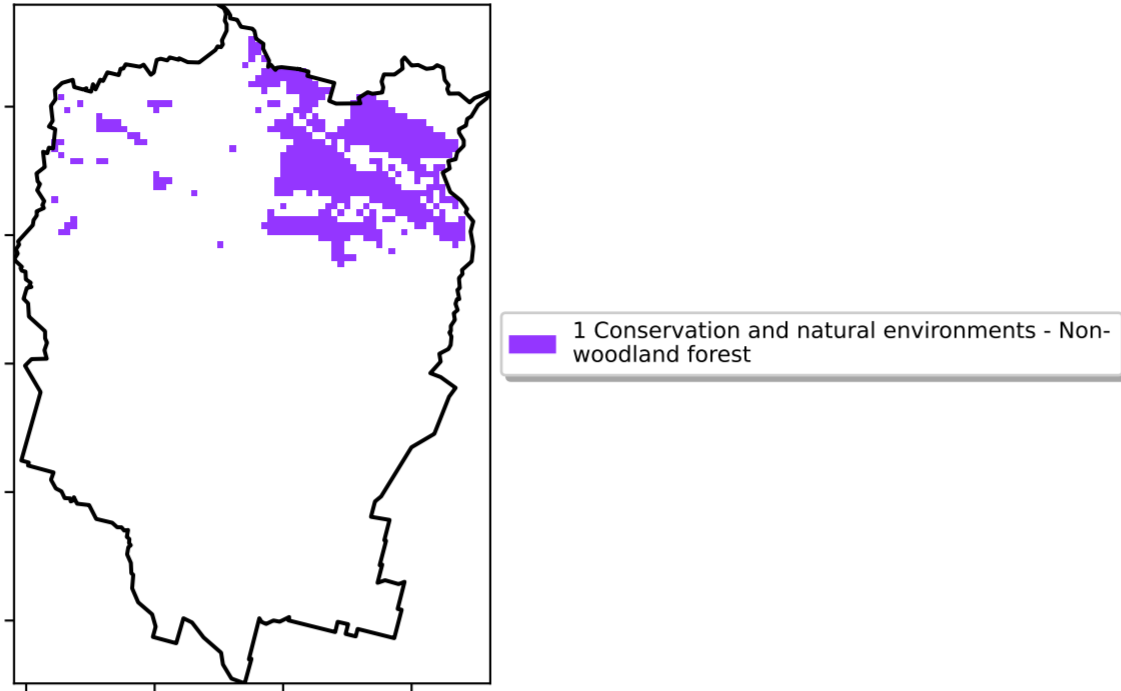 1 Conservation and natural environments - Non-
woodland forest